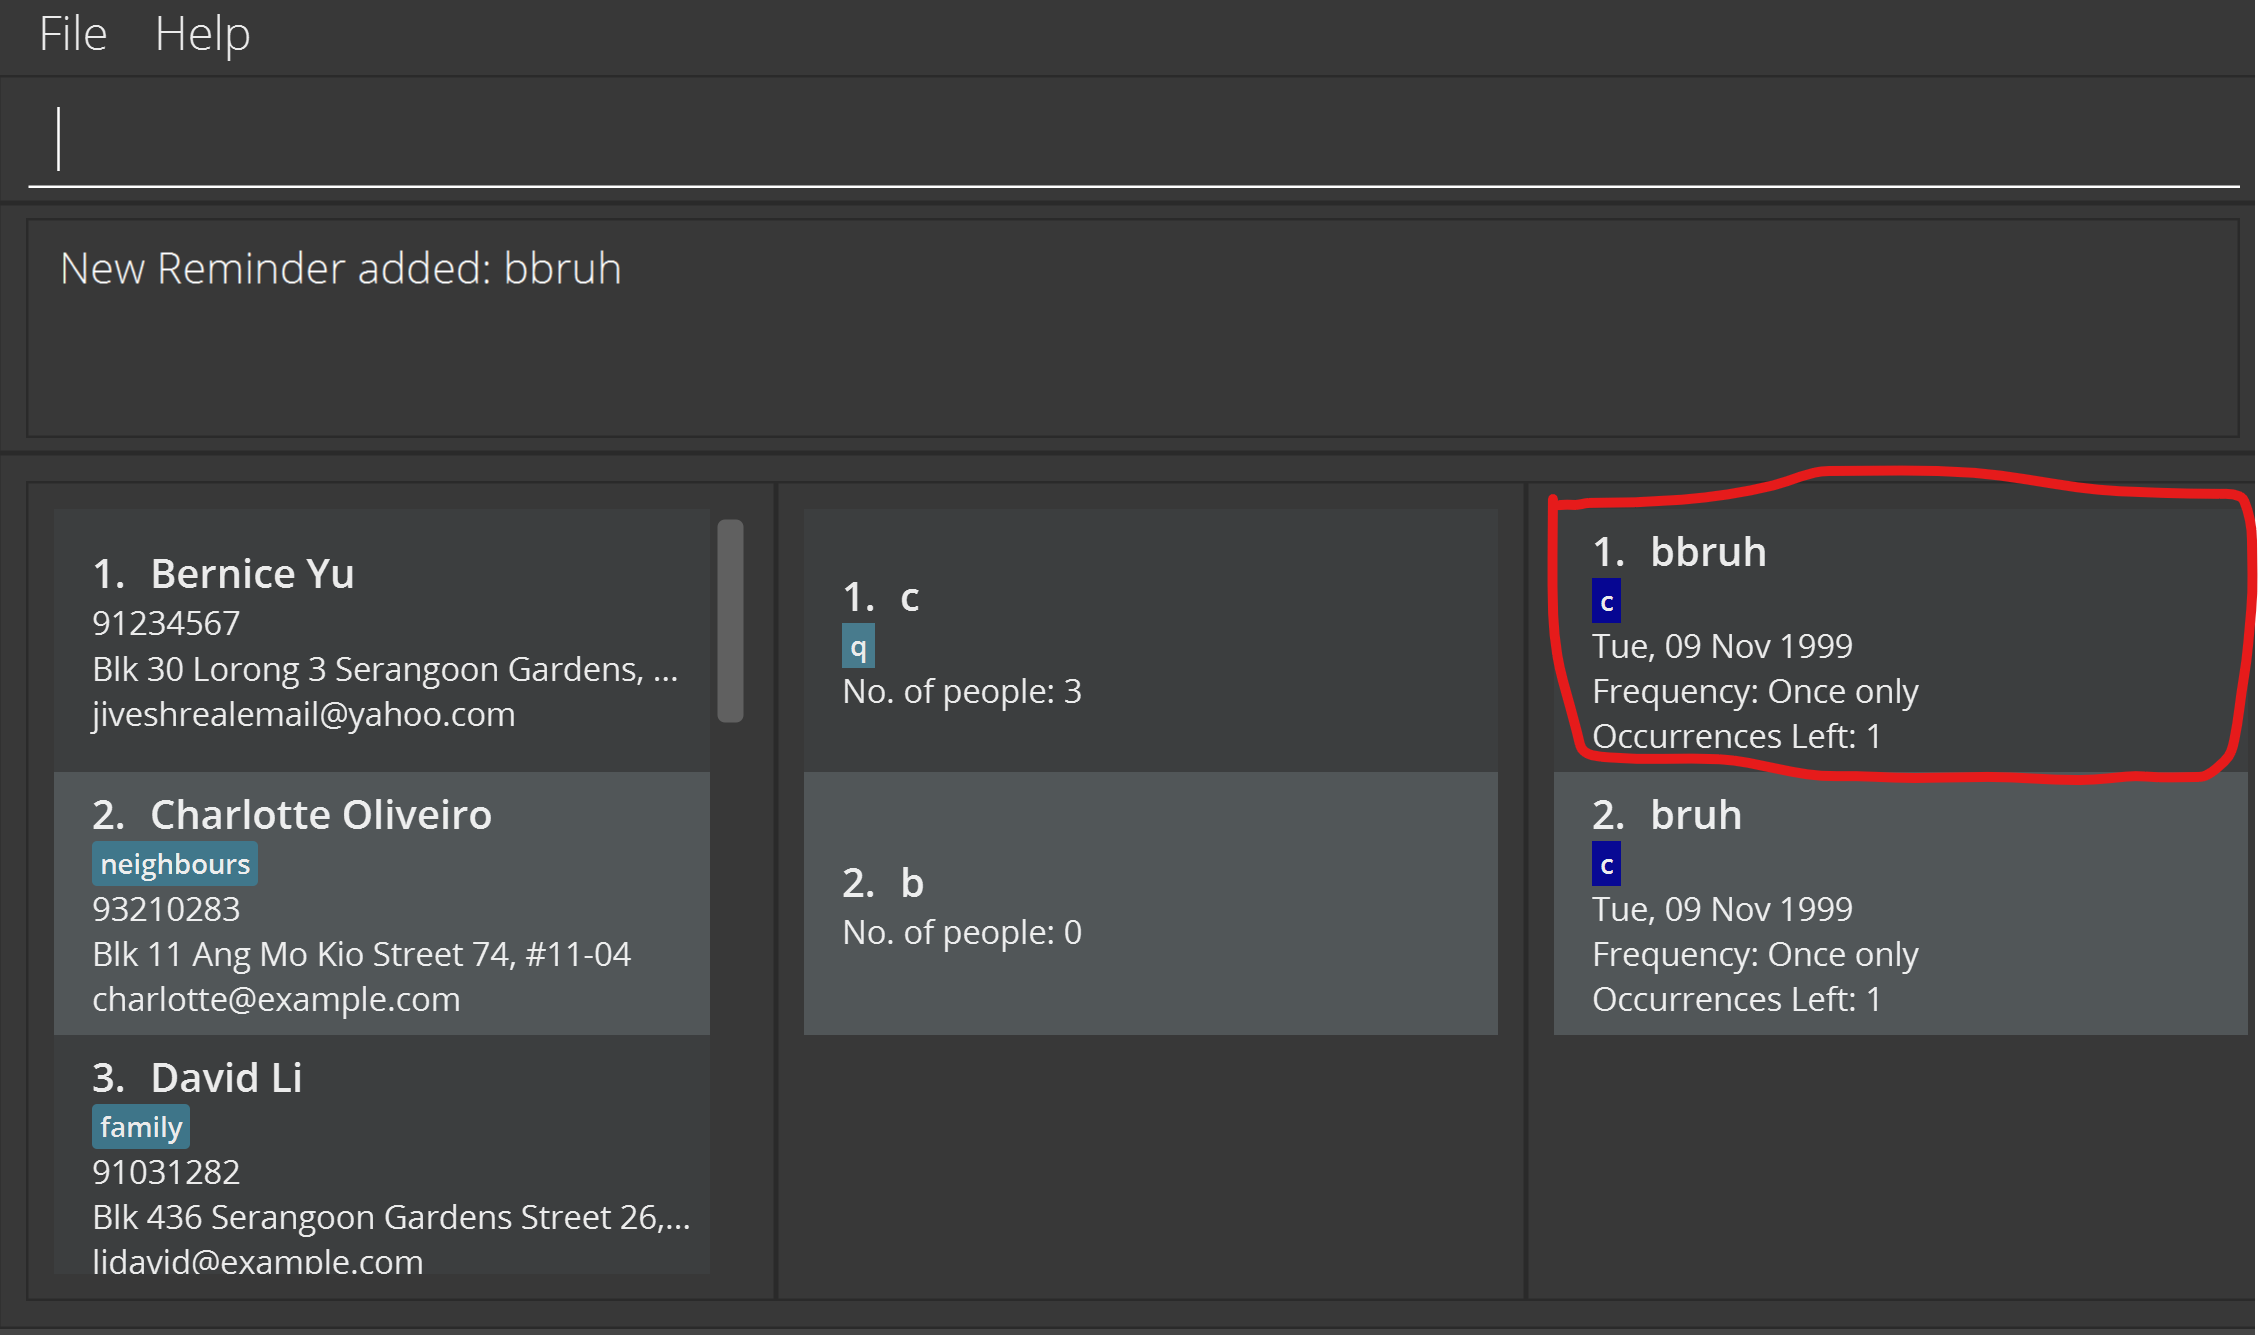 File Help
New Reminder added: bbruh
1. Bernice Yu
91234567
Blk 30 Lorong 3 Serangoon Gardens, ...
jiveshrealemail@yahoo.com
2. Charlotte Oliveiro
neighbours
93210283
Blk 11 Ang Mo Kio Street 74, #11-04
charlotte@example.com
3. David Li
family
91031282
Blk 436 Serangoon Gardens Street 26,...
lidavid@example.com
1. c
q
No. of people: 3
2. b
No. of people: 0
1. bbruh
c
Tue, 09 Nov 1999
Frequency: Once only
Occurrences Left: 1
2. bruh
c
Tue, 09 Nov 1999
Frequency: Once only
Occurrences Left: 1